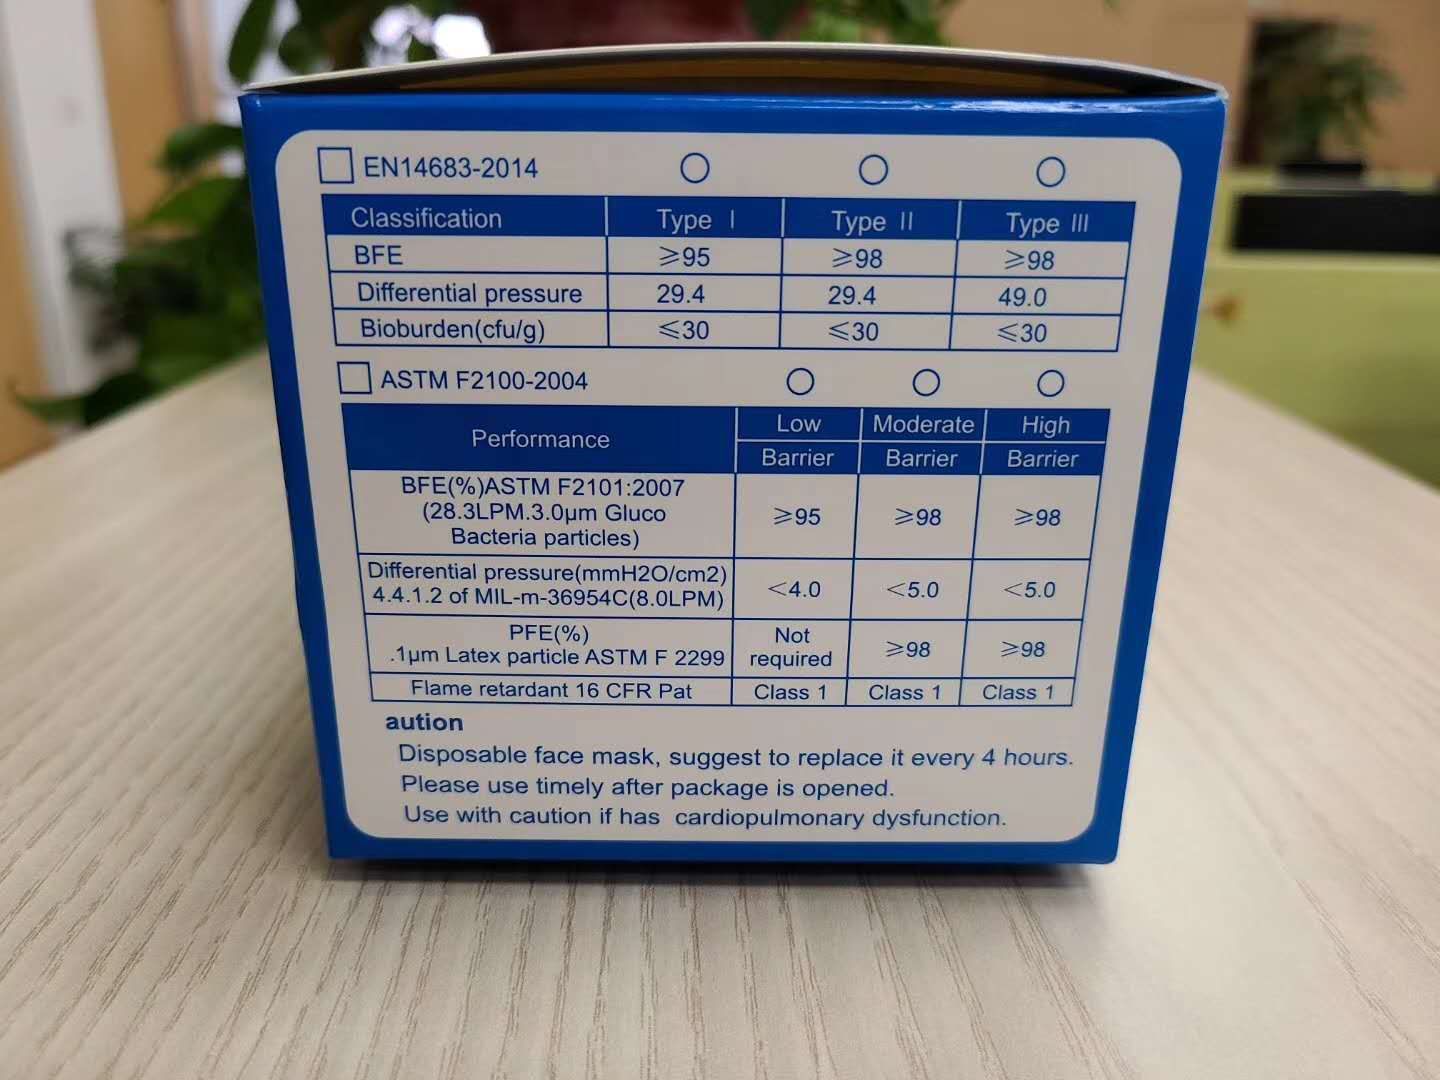 EN14683-2014
Classification Type I Type II Type III
BFE ≥95 ≥98 ≥98
Differential pressure 29.4 29.4 49.0
Bioburden(cfu/g) ≤30 ≤30 ≤30
ASTM F2100-2004
Performance Low Barrier Moderate Barrier High Barrier
BFE(%)ASTM F2101:2007
(28.3LPM.3.0μm Gluco
Bacteria particles) ≥95 ≥98 ≥98
Differential pressure(mmH2O/cm2)
4.4.1.2 of MIL-m-36954C(8.0LPM) <4.0 <5.0 <5.0
PFE(%)
.1μm Latex particle ASTM F 2299 Not required ≥98 ≥98
Flame retardant 16 CFR Pat Class 1 Class 1 Class 1
aution
Disposable face mask, suggest to replace it every 4 hours.
Please use timely after package is opened.
Use with caution if has cardiopulmonary dysfunction.